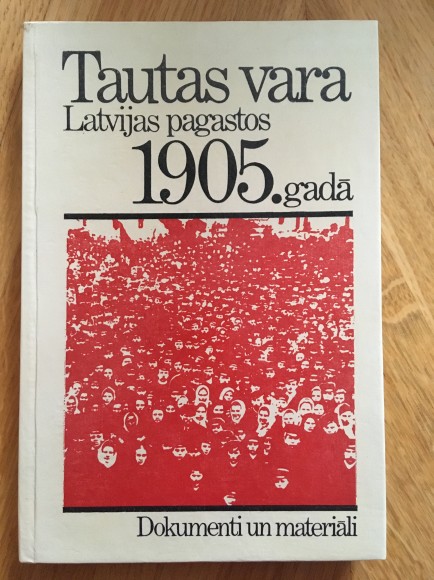 Tautas vara
Latvijas pagastos
1905. gadā
Dokumenti un materiāli